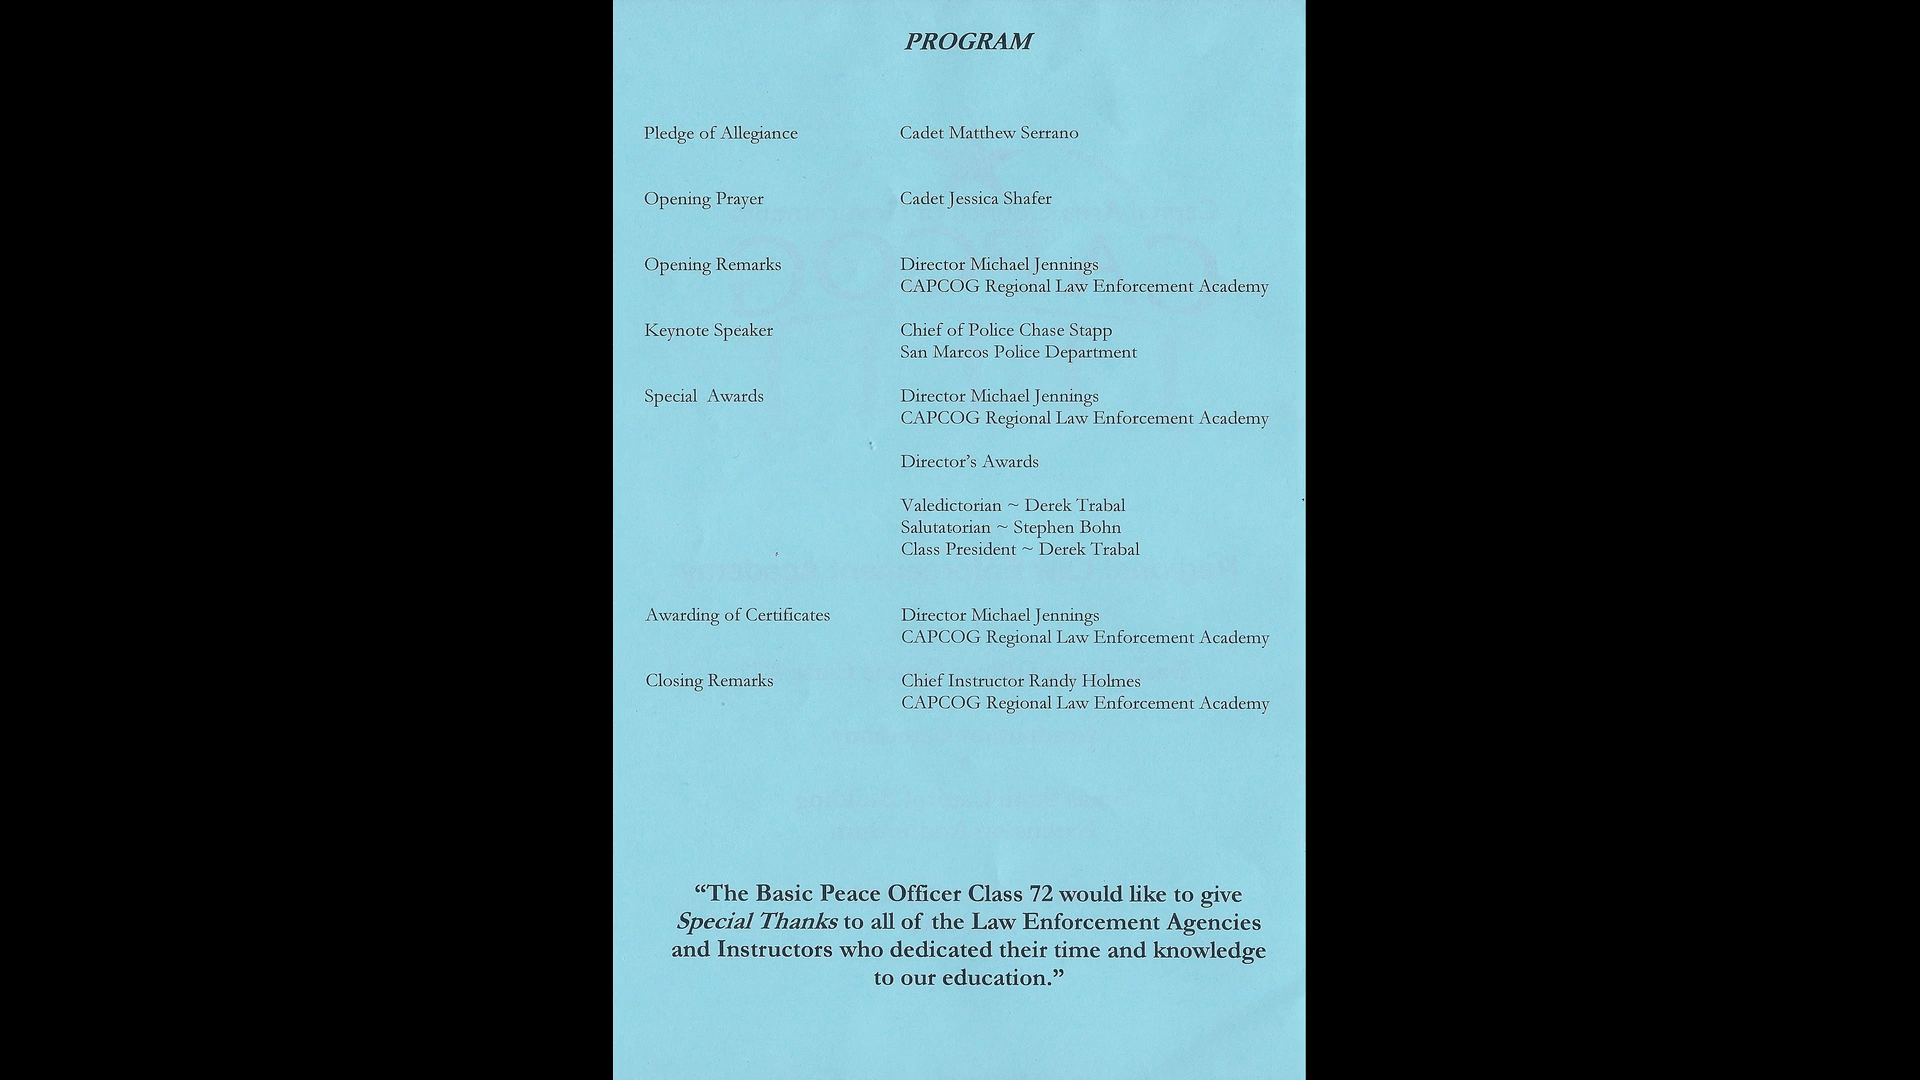 PROGRAM
Pledge of Allegiance Cadet Matthew Serrano
Opening Prayer Cadet Jessica Shafer
Opening Remarks Director Michael Jennings
CAPCOG Regional Law Enforcement Academy
Keynote Speaker Chief of Police Chase Stapp
San Marcos Police Department
Special Awards Director Michael Jennings
CAPCOG Regional Law Enforcement Academy
Director’s Awards
Valedictorian ~ Derek Trabal
Salutatorian ~ Stephen Bohn
Class President ~ Derek Trabal
Awarding of Certificates Director Michael Jennings
CAPCOG Regional Law Enforcement Academy
Closing Remarks Chief Instructor Randy Holmes
CAPCOG Regional Law Enforcement Academy
“The Basic Peace Officer Class 72 would like to give
Special Thanks to all of the Law Enforcement Agencies
and Instructors who dedicated their time and knowledge
to our education.”